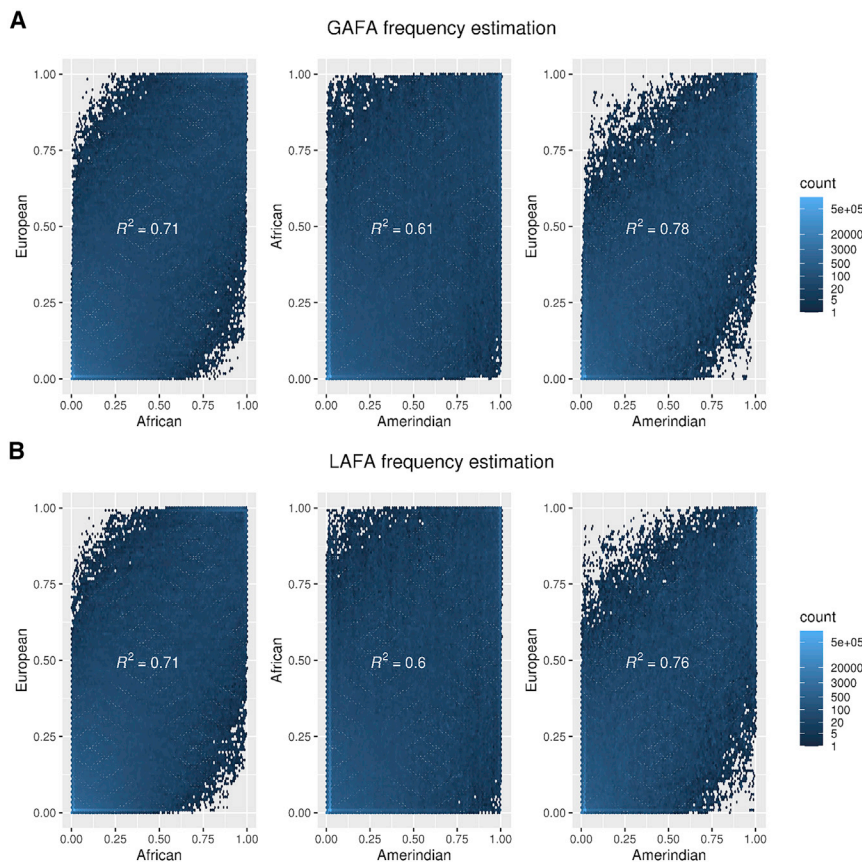 A
GAFA frequency estimation
1.00
0.75
0.50
0.25
0.00
European
R² = 0.71
0.00 0.25 0.50 0.75 1.00
African
1.00
0.75
0.50
0.25
0.00
African
R² = 0.61
0.00 0.25 0.50 0.75 1.00
Amerindian
1.00
0.75
0.50
0.25
0.00
European
R² = 0.78
0.00 0.25 0.50 0.75 1.00
Amerindian
count
5e+05
20000
3000
500
100
20
5
1
B
LAFA frequency estimation
1.00
0.75
0.50
0.25
0.00
European
R² = 0.71
0.00 0.25 0.50 0.75 1.00
African
1.00
0.75
0.50
0.25
0.00
African
R² = 0.6
0.00 0.25 0.50 0.75 1.00
Amerindian
1.00
0.75
0.50
0.25
0.00
European
R² = 0.76
0.00 0.25 0.50 0.75 1.00
Amerindian
count
5e+05
20000
3000
500
100
20
5
1